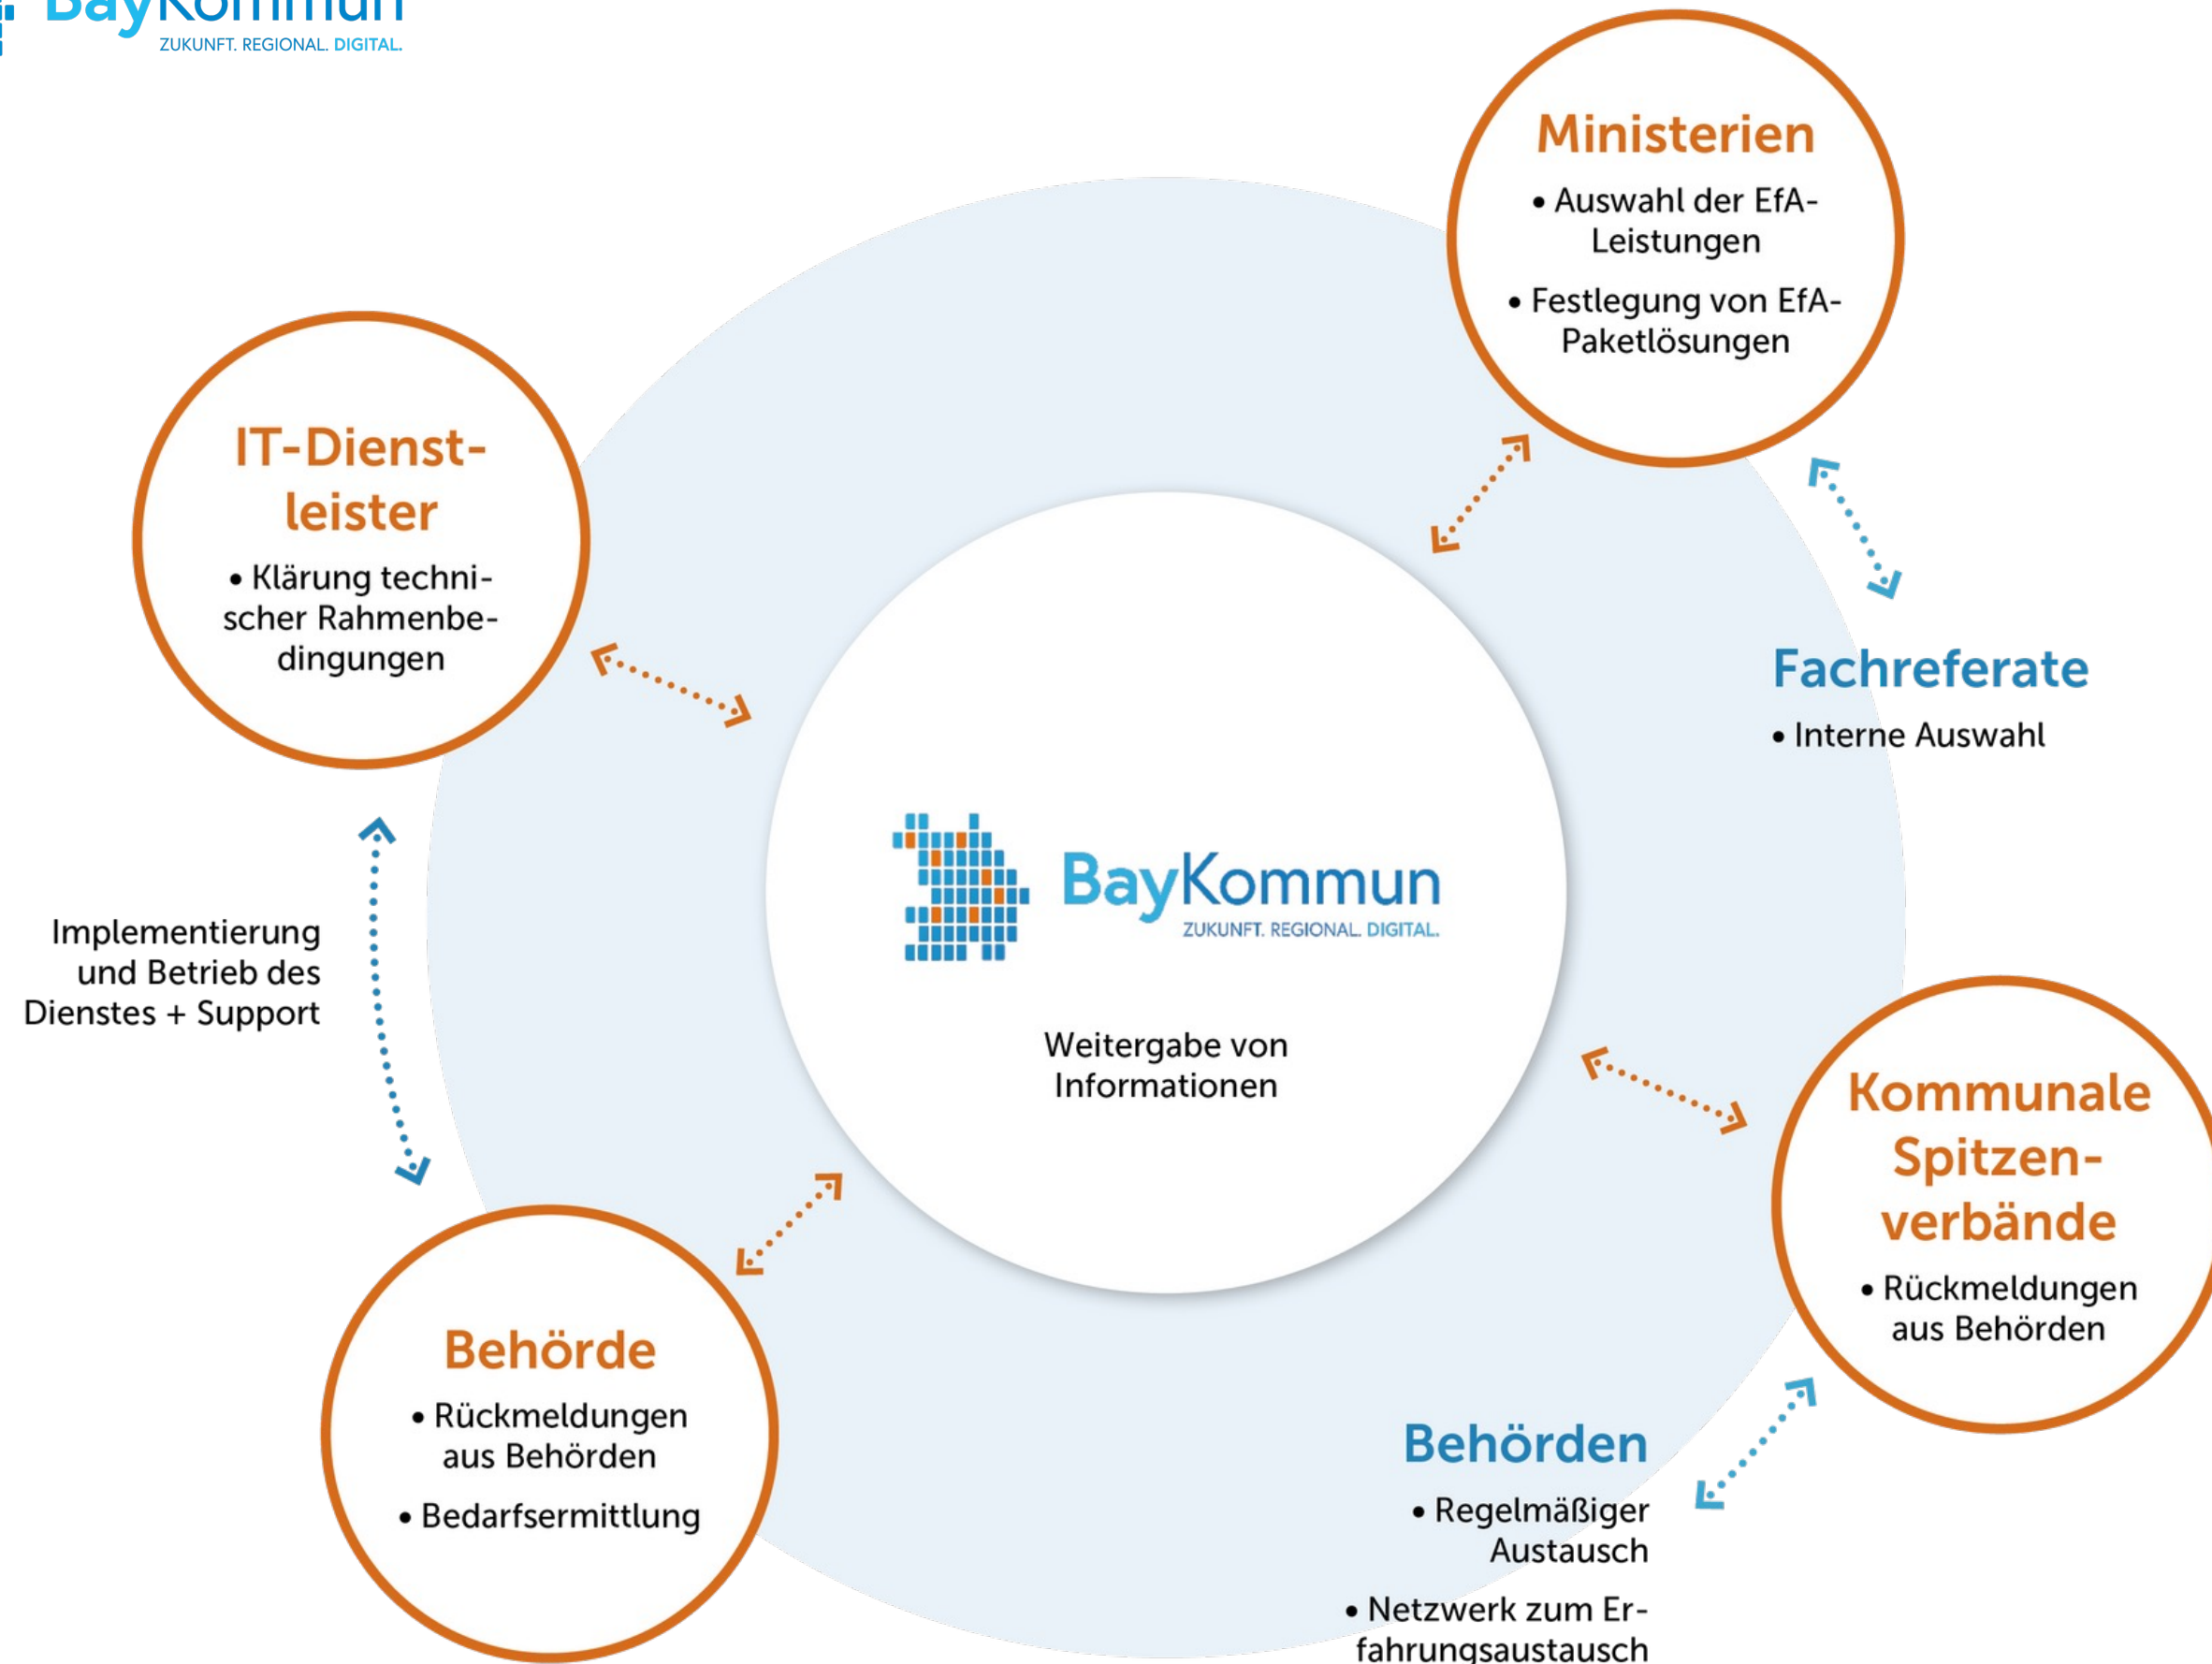 BayKommun
ZUKUNFT. REGIONAL. DIGITAL.
Ministerien
• Auswahl der EfA-
Leistungen
• Festlegung von EfA-
Paketlösungen
IT-Dienst-
leister
• Klärung techni-
scher Rahmenbe-
dingungen
Fachreferate
• Interne Auswahl
BayKommun
ZUKUNFT. REGIONAL. DIGITAL.
Weitergabe von
Informationen
Implementierung
und Betrieb des
Dienstes + Support
Kommunale
Spitzen-
verbände
• Rückmeldungen
aus Behörden
Behörde
• Rückmeldungen
aus Behörden
• Bedarfsermittlung
Behörden
• Regelmäßiger
Austausch
• Netzwerk zum Er-
fahrungsaustausch